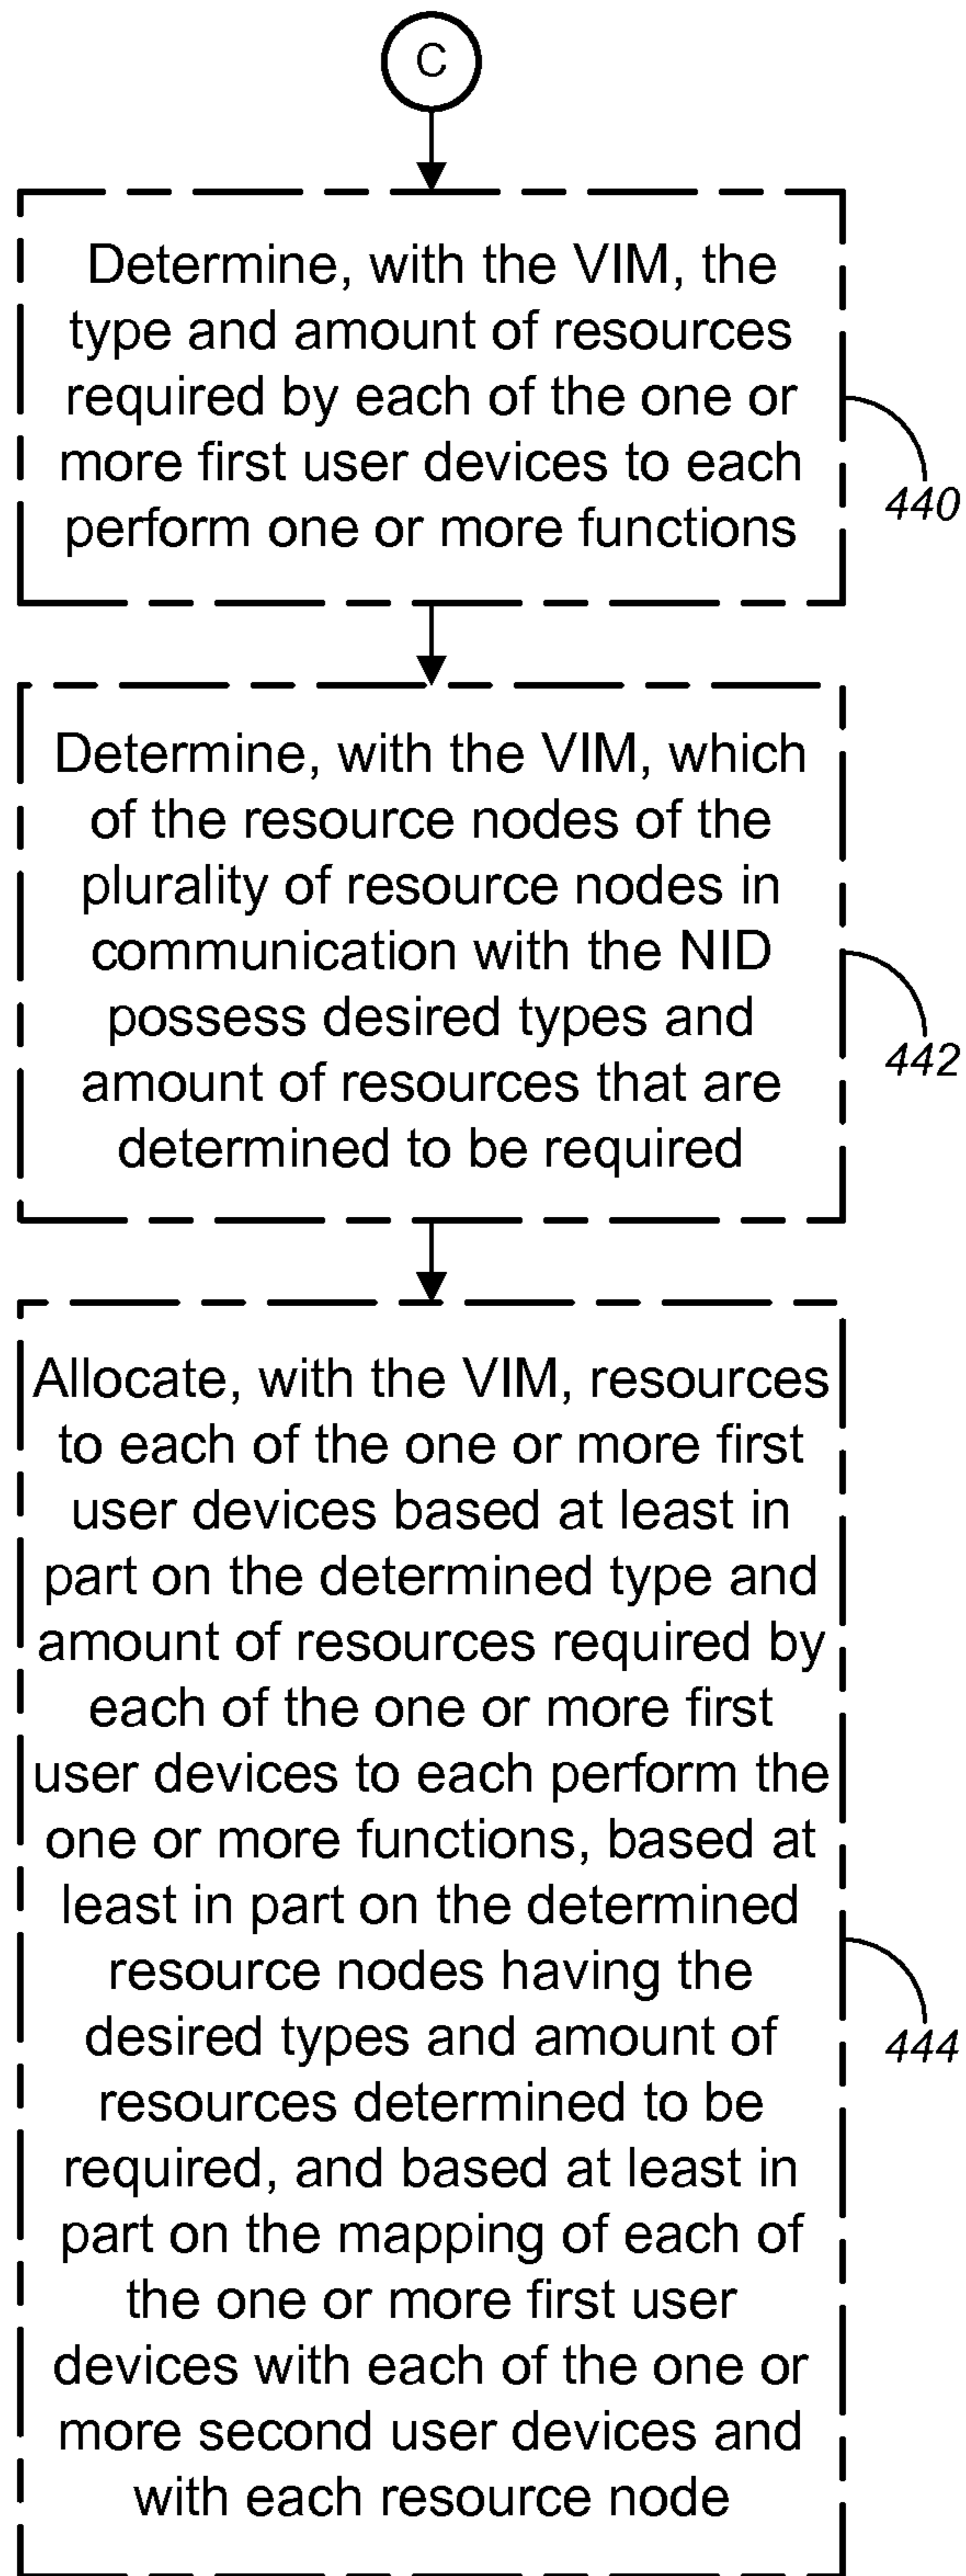 C
Determine, with the VIM, the
type and amount of resources
required by each of the one or
more first user devices to each
perform one or more functions
440
Determine, with the VIM, which
of the resource nodes of the
plurality of resource nodes in
communication with the NID
possess desired types and
amount of resources that are
determined to be required
442
Allocate, with the VIM, resources
to each of the one or more first
user devices based at least in
part on the determined type and
amount of resources required by
each of the one or more first
user devices to each perform the
one or more functions, based at
least in part on the determined
resource nodes having the
desired types and amount of
resources determined to be
required, and based at least in
part on the mapping of each of
the one or more first user
devices with each of the one or
more second user devices and
with each resource node
444